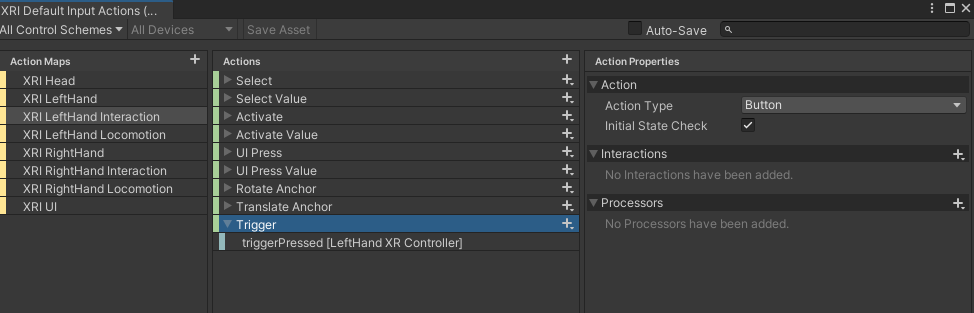 XRI Default Input Actions (...
All Control Schemes All Devices Save Asset Auto-Save
Action Maps
XRI Head
XRI LeftHand
XRI LeftHand Interaction
XRI LeftHand Locomotion
XRI RightHand
XRI RightHand Interaction
XRI RightHand Locomotion
XRI UI
Actions
Select
Select Value
Activate
Activate Value
UI Press
UI Press Value
Rotate Anchor
Translate Anchor
Trigger
triggerPressed [LeftHand XR Controller]
Action Properties
Action
Action Type Button
Initial State Check
Interactions
No Interactions have been added.
Processors
No Processors have been added.